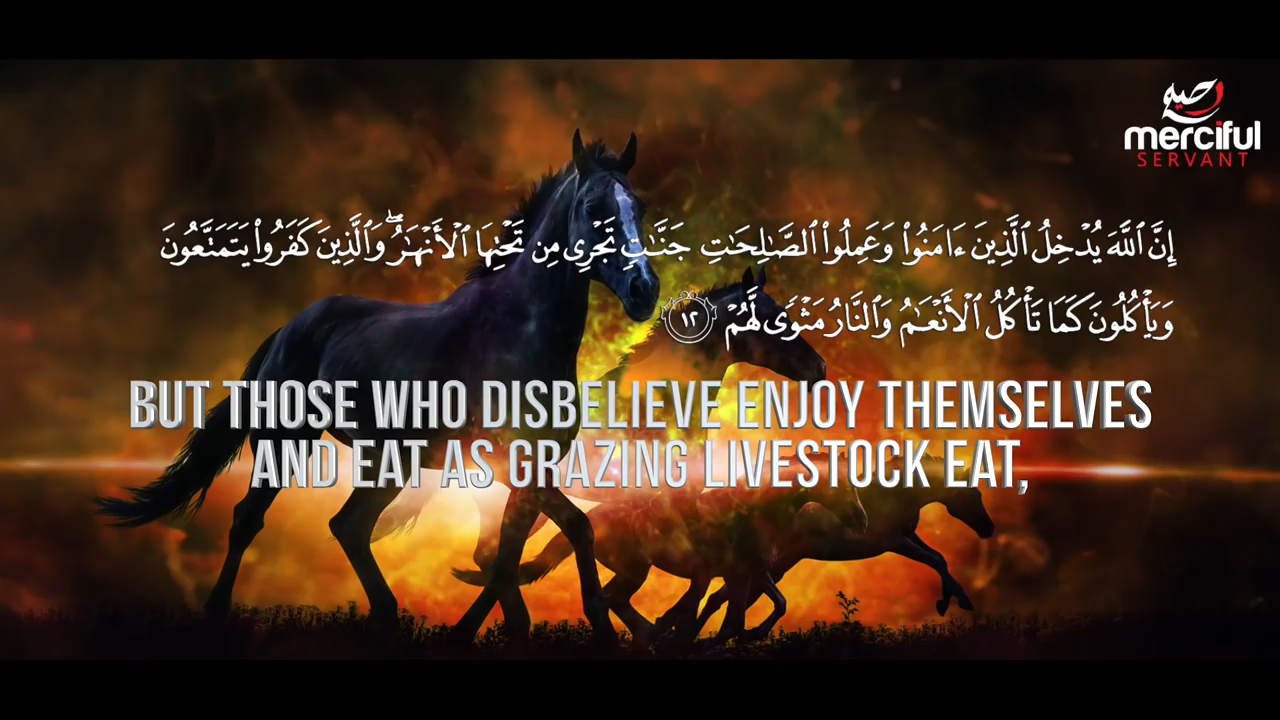 رحيم
merciful
SERVANT
إِنَّ ٱللَّهَ يُدْخِلُ ٱلَّذِينَ ءَامَنُوا۟ وَعَمِلُوا۟ ٱلصَّـٰلِحَـٰتِ جَنَّـٰتٍ تَجْرِى مِن تَحْتِهَا ٱلْأَنْهَـٰرُ ۖ وَٱلَّذِينَ كَفَرُوا۟ يَتَمَتَّعُونَ
وَيَأْكُلُونَ كَمَا تَأْكُلُ ٱلْأَنْعَـٰمُ وَٱلنَّارُ مَثْوًى لَّهُمْ ١٢
BUT THOSE WHO DISBELIEVE ENJOY THEMSELVES
AND EAT AS GRAZING LIVESTOCK EAT,